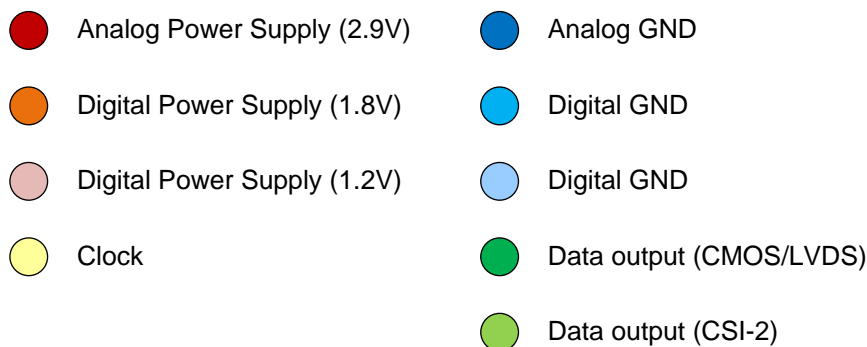 Analog Power Supply (2.9V)
Digital Power Supply (1.8V)
Digital Power Supply (1.2V)
Clock
Analog GND
Digital GND
Digital GND
Data output (CMOS/LVDS)
Data output (CSI-2)